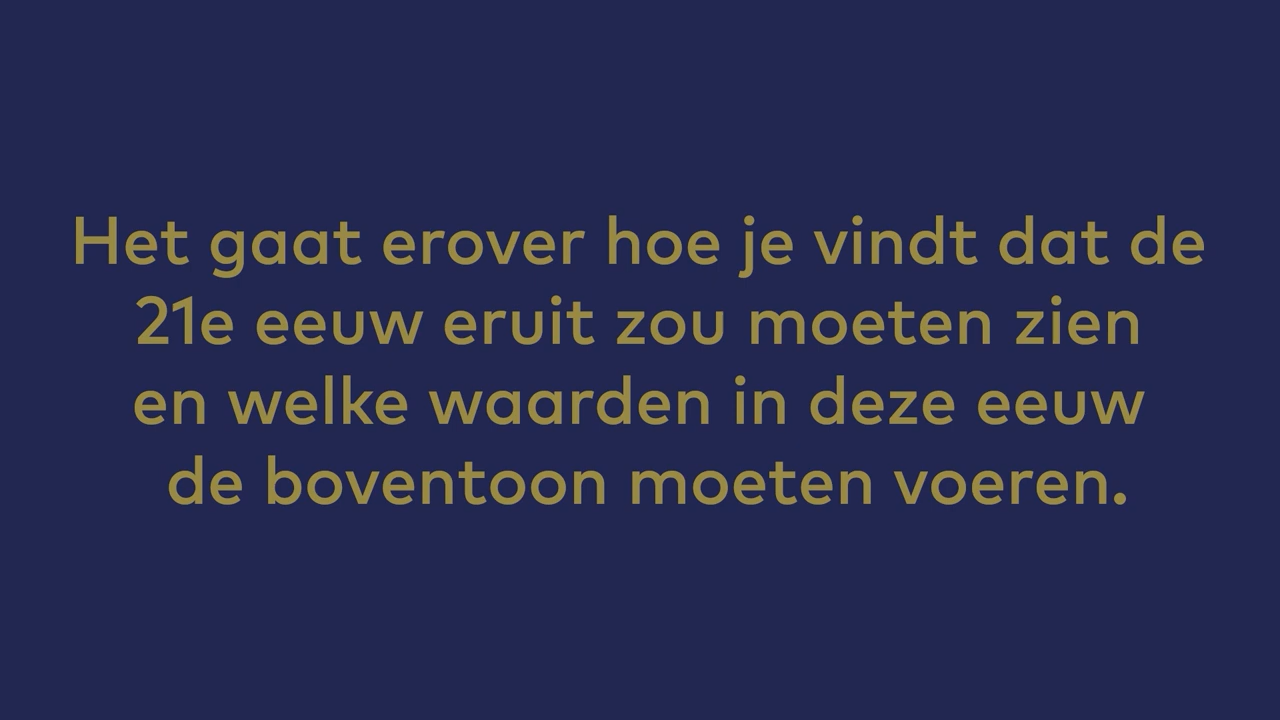 Het gaat erover hoe je vindt dat de
21e eeuw eruit zou moeten zien
en welke waarden in deze eeuw
de boventoon moeten voeren.